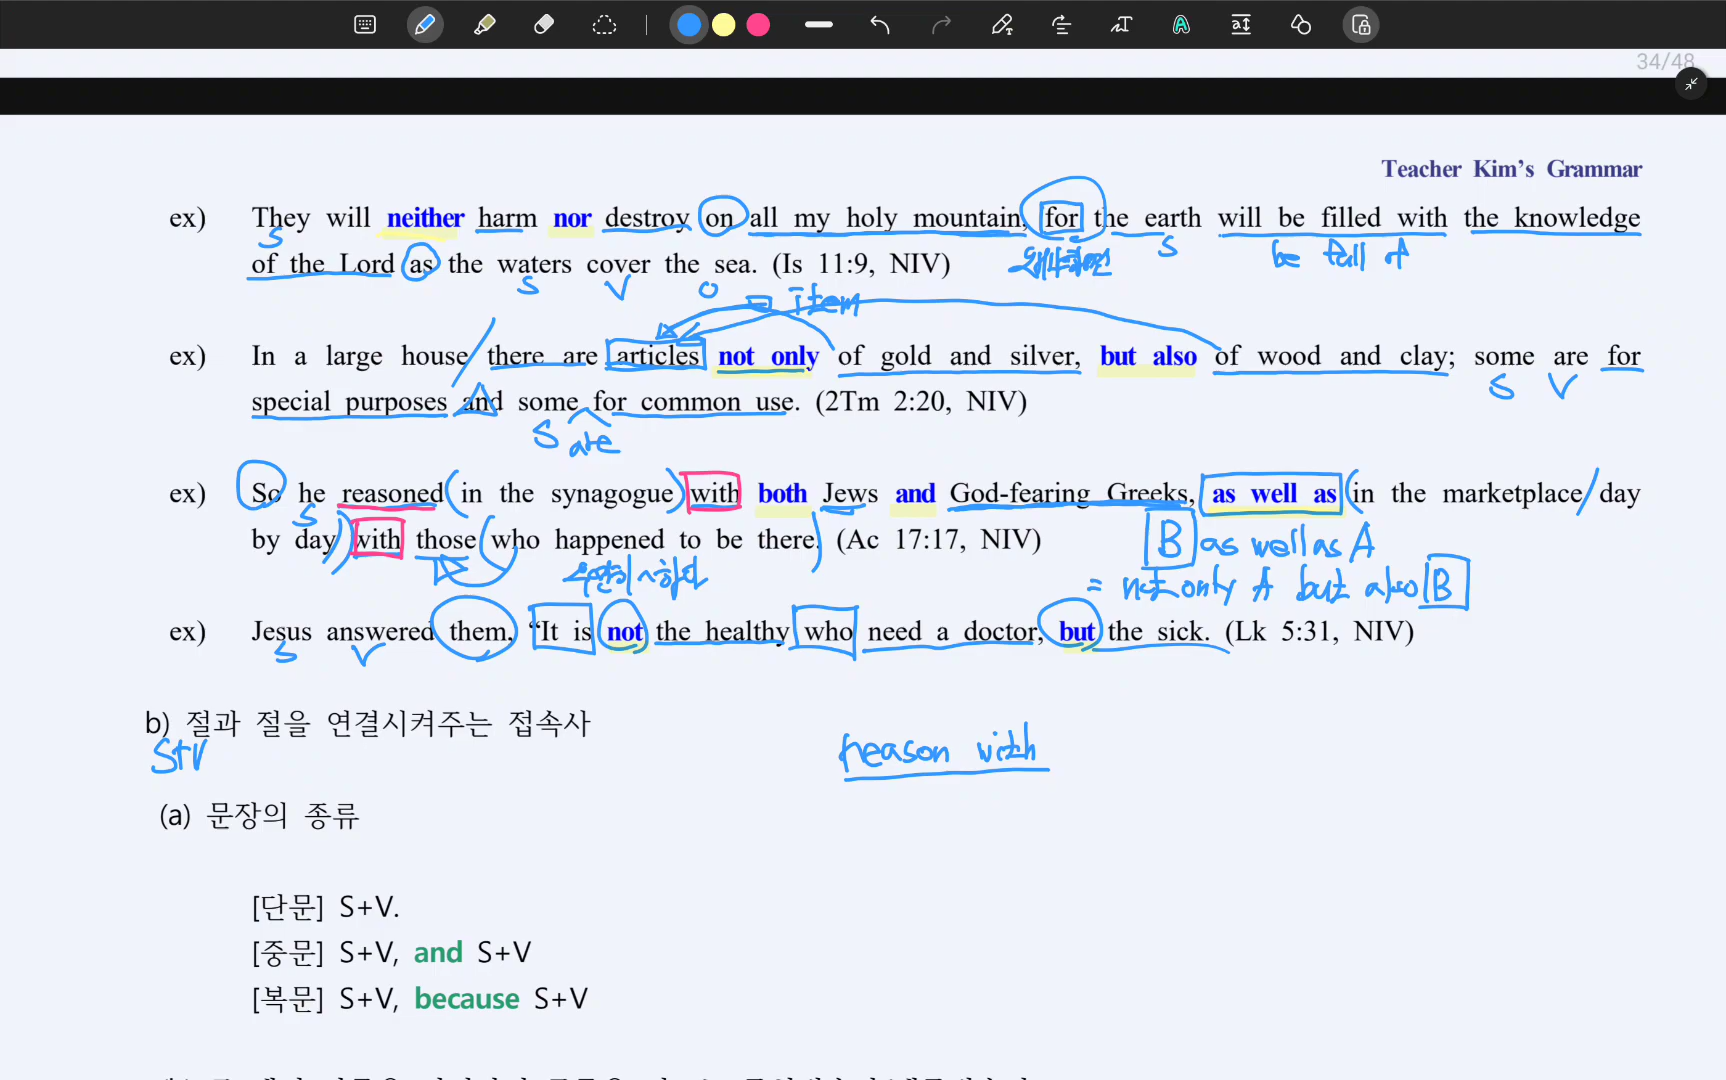 34/48
Teacher Kim's Grammar
ex) They will neither harm nor destroy on all my holy mountain, for the earth will be filled with the knowledge
S S be full of
of the Lord as the waters cover the sea. (Is 11:9, NIV) 왜냐하면
S V O
item
ex) In a large house there are articles not only of gold and silver, but also of wood and clay; some are for
S V
special purposes and some for common use. (2Tm 2:20, NIV)
S are
ex) So he reasoned in the synagogue with both Jews and God-fearing Greeks, as well as in the marketplace day
S
by day with those who happened to be there. (Ac 17:17, NIV) B as well as A
= not only A but also B
ex) Jesus answered them, “It is not the healthy who need a doctor, but the sick. (Lk 5:31, NIV)
S V
b) 절과 절을 연결시켜주는 접속사
S+V reason with
(a) 문장의 종류
[단문] S+V.
[중문] S+V, and S+V
[복문] S+V, because S+V